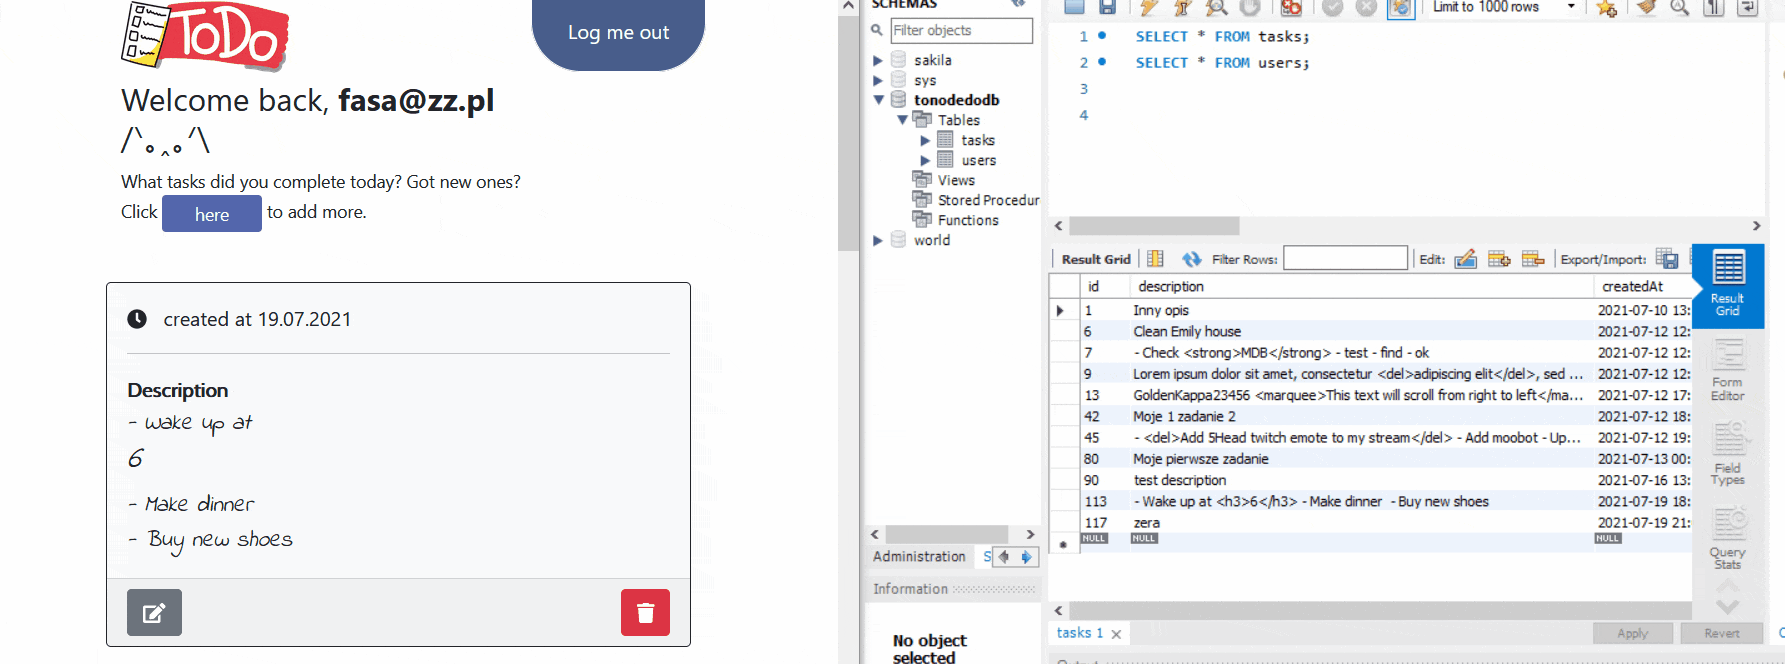 ToDo
Log me out
Welcome back, fasa@zz.pl
What tasks did you complete today? Got new ones?
Click here to add more.
created at 19.07.2021
Description
- Wake up at
6
- Make dinner
- Buy new shoes
SCHEMAS
Filter objects
sakila
sys
tonodedodb
Tables
tasks
users
Views
Stored Procedur
Functions
world
Administration S
Information
No object
selected
Limit to 1000 rows
1 SELECT * FROM tasks;
2 SELECT * FROM users;
3
4
Result Grid Filter Rows: Edit: Export/Import:
id description createdAt
1 Inny opis 2021-07-10 13:
6 Clean Emily house 2021-07-12 12:
7 - Check <strong>MDB</strong> - test - find - ok 2021-07-12 12:
9 Lorem ipsum dolor sit amet, consectetur <del>adipiscing elit</del>, sed ... 2021-07-12 12:
13 GoldenKappa23456 <marquee>This text will scroll from right to left</ma... 2021-07-12 17:
42 Moje 1 zadanie 2 2021-07-12 18:
45 - <del>Add 5Head twitch emote to my stream</del> - Add moobot - Up... 2021-07-12 19:
80 Moje pierwsze zadanie 2021-07-13 00:
90 test description 2021-07-16 13:
113 - Wake up at <h3>6</h3> - Make dinner - Buy new shoes 2021-07-19 18:
117 zera 2021-07-19 21:
NULL NULL NULL
Result
Grid
Form
Editor
Field
Types
Query
Stats
tasks 1
Apply Revert